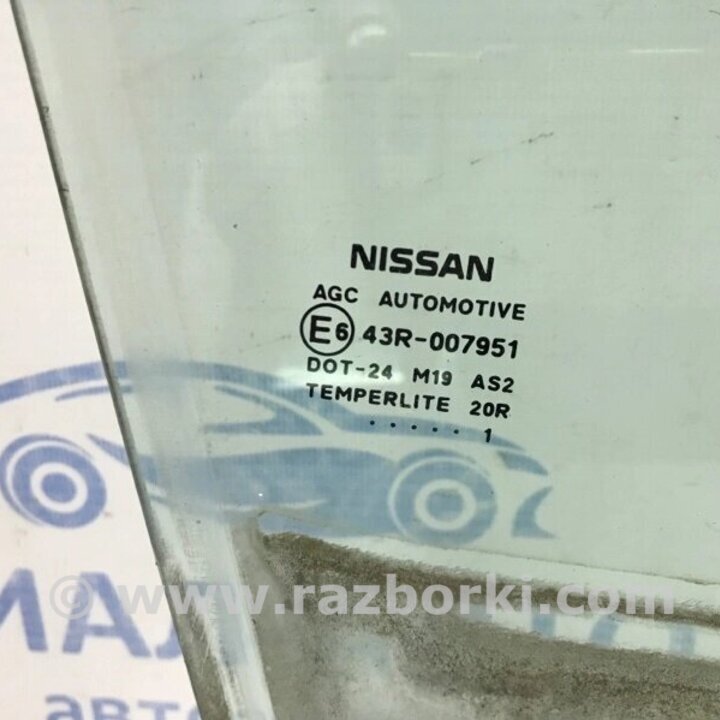 NISSAN
AGC AUTOMOTIVE
E6 43R-007951
DOT-24 M19 AS2
TEMPERLITE 20R
. . . . . 1
© www.razborki.com